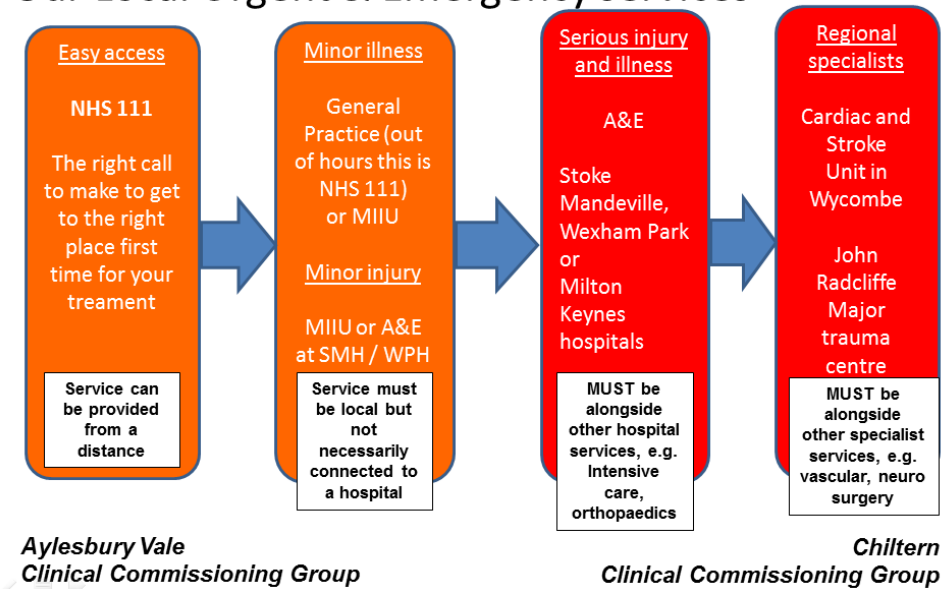 Our Local Urgent & Emergency Services
Easy access
NHS 111
The right call
to make to get
to the right
place first
time for your
treament
Service can
be provided
from a
distance
Minor illness
General
Practice (out
of hours this is
NHS 111)
or MIIU
Minor injury
MIIU or A&E
at SMH / WPH
Service must
be local but
not
necessarily
connected to
a hospital
Serious injury
and illness
A&E
Stoke
Mandeville,
Wexham Park
or
Milton
Keynes
hospitals
MUST be
alongside
other hospital
services, e.g.
Intensive
care,
orthopaedics
Regional
specialists
Cardiac and
Stroke
Unit in
Wycombe
John
Radcliffe
Major
trauma
centre
MUST be
alongside
other specialist
services, e.g.
vascular, neuro
surgery
Aylesbury Vale
Clinical Commissioning Group
Chiltern
Clinical Commissioning Group